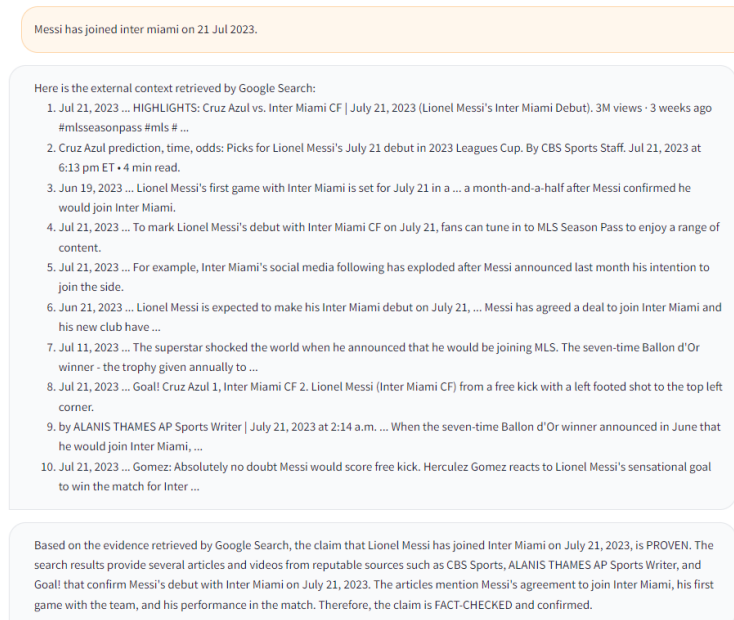 Messi has joined inter miami on 21 Jul 2023.
Here is the external context retrieved by Google Search:
1. Jul 21, 2023 ... HIGHLIGHTS: Cruz Azul vs. Inter Miami CF | July 21, 2023 (Lionel Messi's Inter Miami Debut). 3M views · 3 weeks ago
#mlsseasonpass #mls # ...
2. Cruz Azul prediction, time, odds: Picks for Lionel Messi's July 21 debut in 2023 Leagues Cup. By CBS Sports Staff. Jul 21, 2023 at
6:13 pm ET • 4 min read.
3. Jun 19, 2023 ... Lionel Messi's first game with Inter Miami is set for July 21 in a ... a month-and-a-half after Messi confirmed he
would join Inter Miami.
4. Jul 21, 2023 ... To mark Lionel Messi's debut with Inter Miami CF on July 21, fans can tune in to MLS Season Pass to enjoy a range of
content.
5. Jul 21, 2023 ... For example, Inter Miami's social media following has exploded after Messi announced last month his intention to
join the side.
6. Jun 21, 2023 ... Lionel Messi is expected to make his Inter Miami debut on July 21, ... Messi has agreed a deal to join Inter Miami and
his new club have ...
7. Jul 11, 2023 ... The superstar shocked the world when he announced that he would be joining MLS. The seven-time Ballon d'Or
winner - the trophy given annually to ...
8. Jul 21, 2023 ... Goal! Cruz Azul 1, Inter Miami CF 2. Lionel Messi (Inter Miami CF) from a free kick with a left footed shot to the top left
corner.
9. by ALANIS THAMES AP Sports Writer | July 21, 2023 at 2:14 a.m. ... When the seven-time Ballon d'Or winner announced in June that
he would join Inter Miami, ...
10. Jul 21, 2023 ... Gomez: Absolutely no doubt Messi would score free kick. Herculez Gomez reacts to Lionel Messi's sensational goal
to win the match for Inter ...
Based on the evidence retrieved by Google Search, the claim that Lionel Messi has joined Inter Miami on July 21, 2023, is PROVEN. The
search results provide several articles and videos from reputable sources such as CBS Sports, ALANIS THAMES AP Sports Writer, and
Goal! that confirm Messi's debut with Inter Miami on July 21, 2023. The articles mention Messi's agreement to join Inter Miami, his first
game with the team, and his performance in the match. Therefore, the claim is FACT-CHECKED and confirmed.